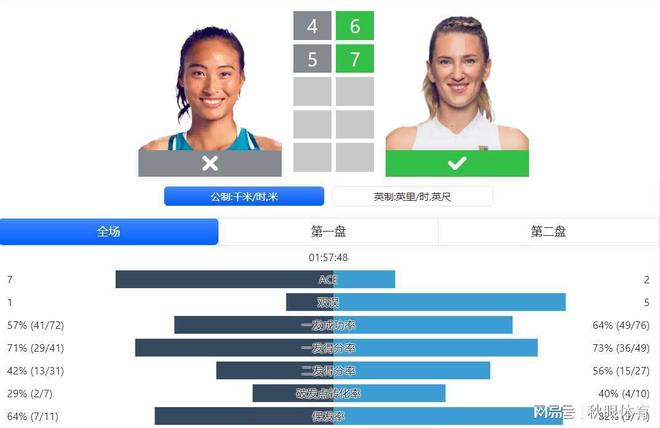 4 6
5 7
公制:千米/时,米 英制:英里/时,英尺
全场 第一盘 第二盘
01:57:48
7 ACE 2
1 双误 5
57% (41/72) 一发成功率 64% (49/76)
71% (29/41) 一发得分率 73% (36/49)
42% (13/31) 二发得分率 56% (15/27)
29% (2/7) 破发点转化率 40% (4/10)
64% (7/11) 保发率 82% (9/11)
网易号 | 秒眼体育